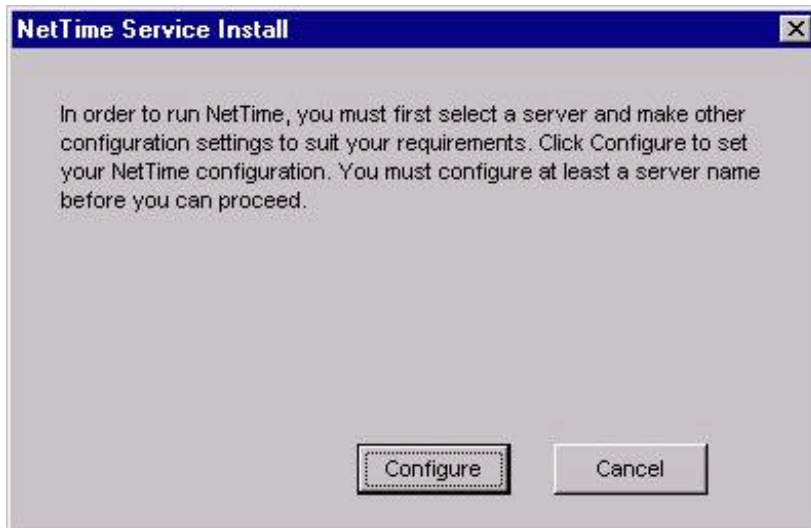 NetTime Service Install
In order to run NetTime, you must first select a server and make other
configuration settings to suit your requirements. Click Configure to set
your NetTime configuration. You must configure at least a server name
before you can proceed.
Configure
Cancel